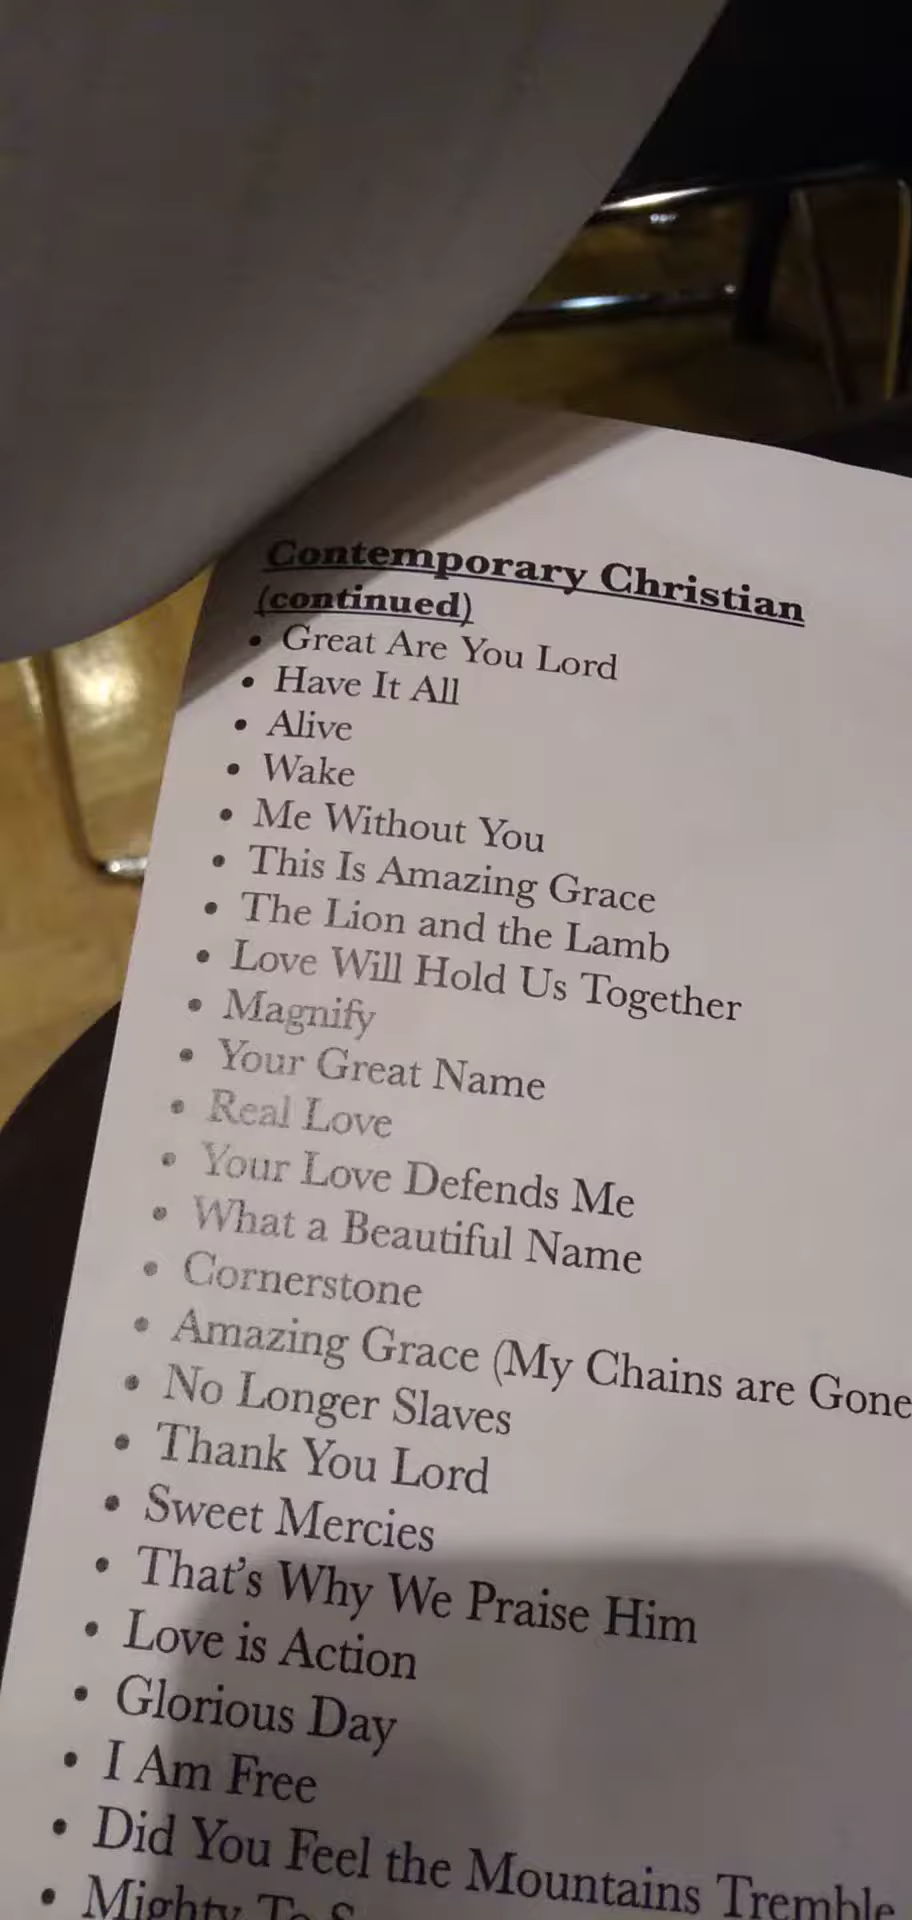 Contemporary Christian
(continued)
• Great Are You Lord
• Have It All
• Alive
• Wake
• Me Without You
• This Is Amazing Grace
• The Lion and the Lamb
• Love Will Hold Us Together
• Magnify
• Your Great Name
• Real Love
• Your Love Defends Me
• What a Beautiful Name
• Cornerstone
• Amazing Grace (My Chains are Gone
• No Longer Slaves
• Thank You Lord
• Sweet Mercies
• That's Why We Praise Him
• Love is Action
• Glorious Day
• I Am Free
• Did You Feel the Mountains Tremble
• Mighty To